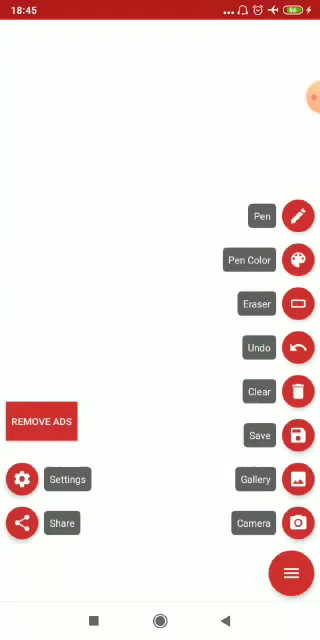 18:45
Pen
Pen Color
Eraser
Undo
Clear
Save
REMOVE ADS
Settings
Gallery
Share
Camera